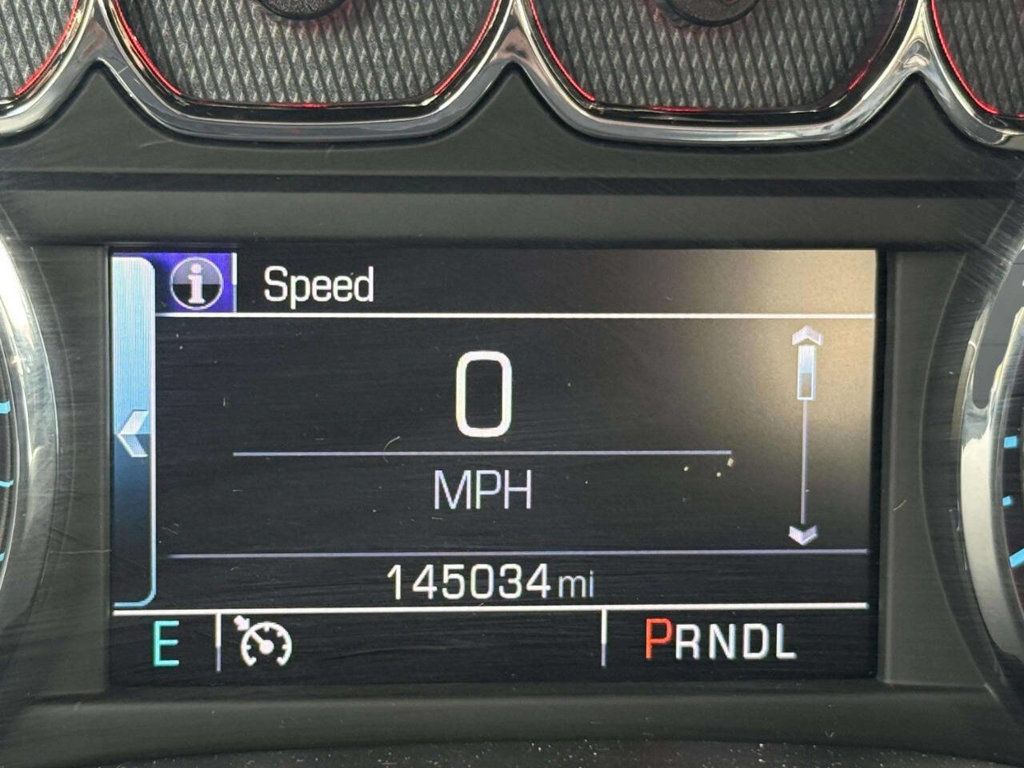 i Speed
0
MPH
145034 mi
E PRNDL